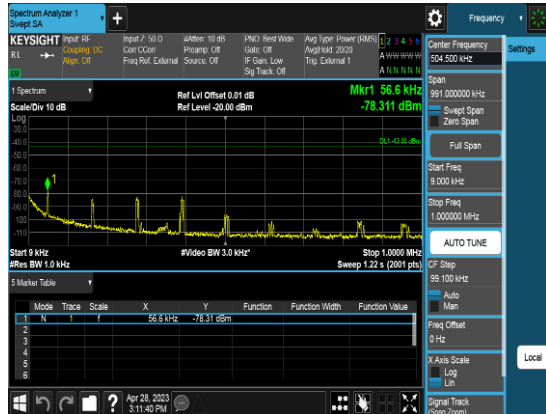 Spectrum Analyzer 1
Swept SA
+
Frequency
KEYSIGHT
RL
LXI
Input: RF
Coupling: DC
Align: Off
Input Z: 50 Ω
Corr CCorr
Freq Ref: External
#Atten: 10 dB
Preamp: Off
Source: Off
PNO: Best Wide
Gate: Off
IF Gain: Low
Sig Track: Off
Avg Type: Power (RMS)
Avg|Hold: 20/20
Trig: External 1
1 2 3 4 5 6
A W W W W W
A N N N N N
1 Spectrum
Scale/Div 10 dB
Ref Lvl Offset 0.01 dB
Ref Level -20.00 dBm
Mkr1 56.6 kHz
-78.311 dBm
Log
-30.0
-40.0
-50.0
-60.0
-70.0
-80.0
-90.0
-100
-110
DL1 -43.00 dBm
1
Start 9 kHz
#Res BW 1.0 kHz
#Video BW 3.0 kHz*
Stop 1.0000 MHz
Sweep 1.22 s (2001 pts)
5 Marker Table
Mode Trace Scale X Y Function Function Width Function Value
1 N 1 f 56.6 kHz -78.31 dBm
2
3
4
5
6
Apr 28, 2023
3:11:40 PM
Center Frequency
504.500 kHz
Settings
Span
991.000000 kHz
Swept Span
Zero Span
Full Span
Start Freq
9.000 kHz
Stop Freq
1.000000 MHz
AUTO TUNE
CF Step
99.100 kHz
Auto
Man
Freq Offset
0 Hz
X Axis Scale
Log
Lin
Local
Signal Track
(Span Zoom)